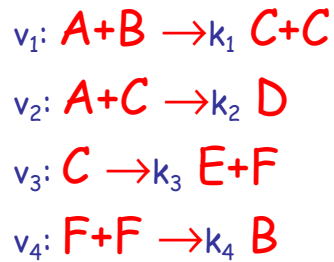 v₁: A+B →k₁ C+C
v₂: A+C →k₂ D
v₃: C →k₃ E+F
v₄: F+F →k₄ B